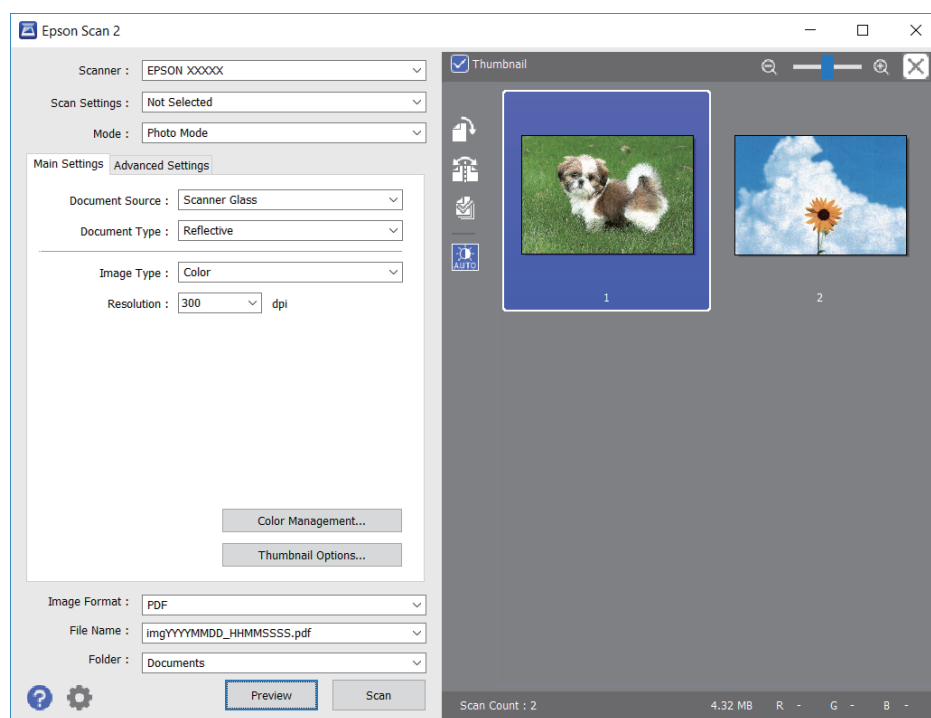 Epson Scan 2
Scanner : EPSON XXXXX
Scan Settings : Not Selected
Mode : Photo Mode
Main Settings Advanced Settings
Document Source : Scanner Glass
Document Type : Reflective
Image Type : Color
Resolution : 300 dpi
Color Management...
Thumbnail Options...
Image Format : PDF
File Name : imgYYYYMMDD_HHMMSSSS.pdf
Folder : Documents
? Preview Scan
Thumbnail
AUTO
1 2
Scan Count : 2 4.32 MB R - G - B -